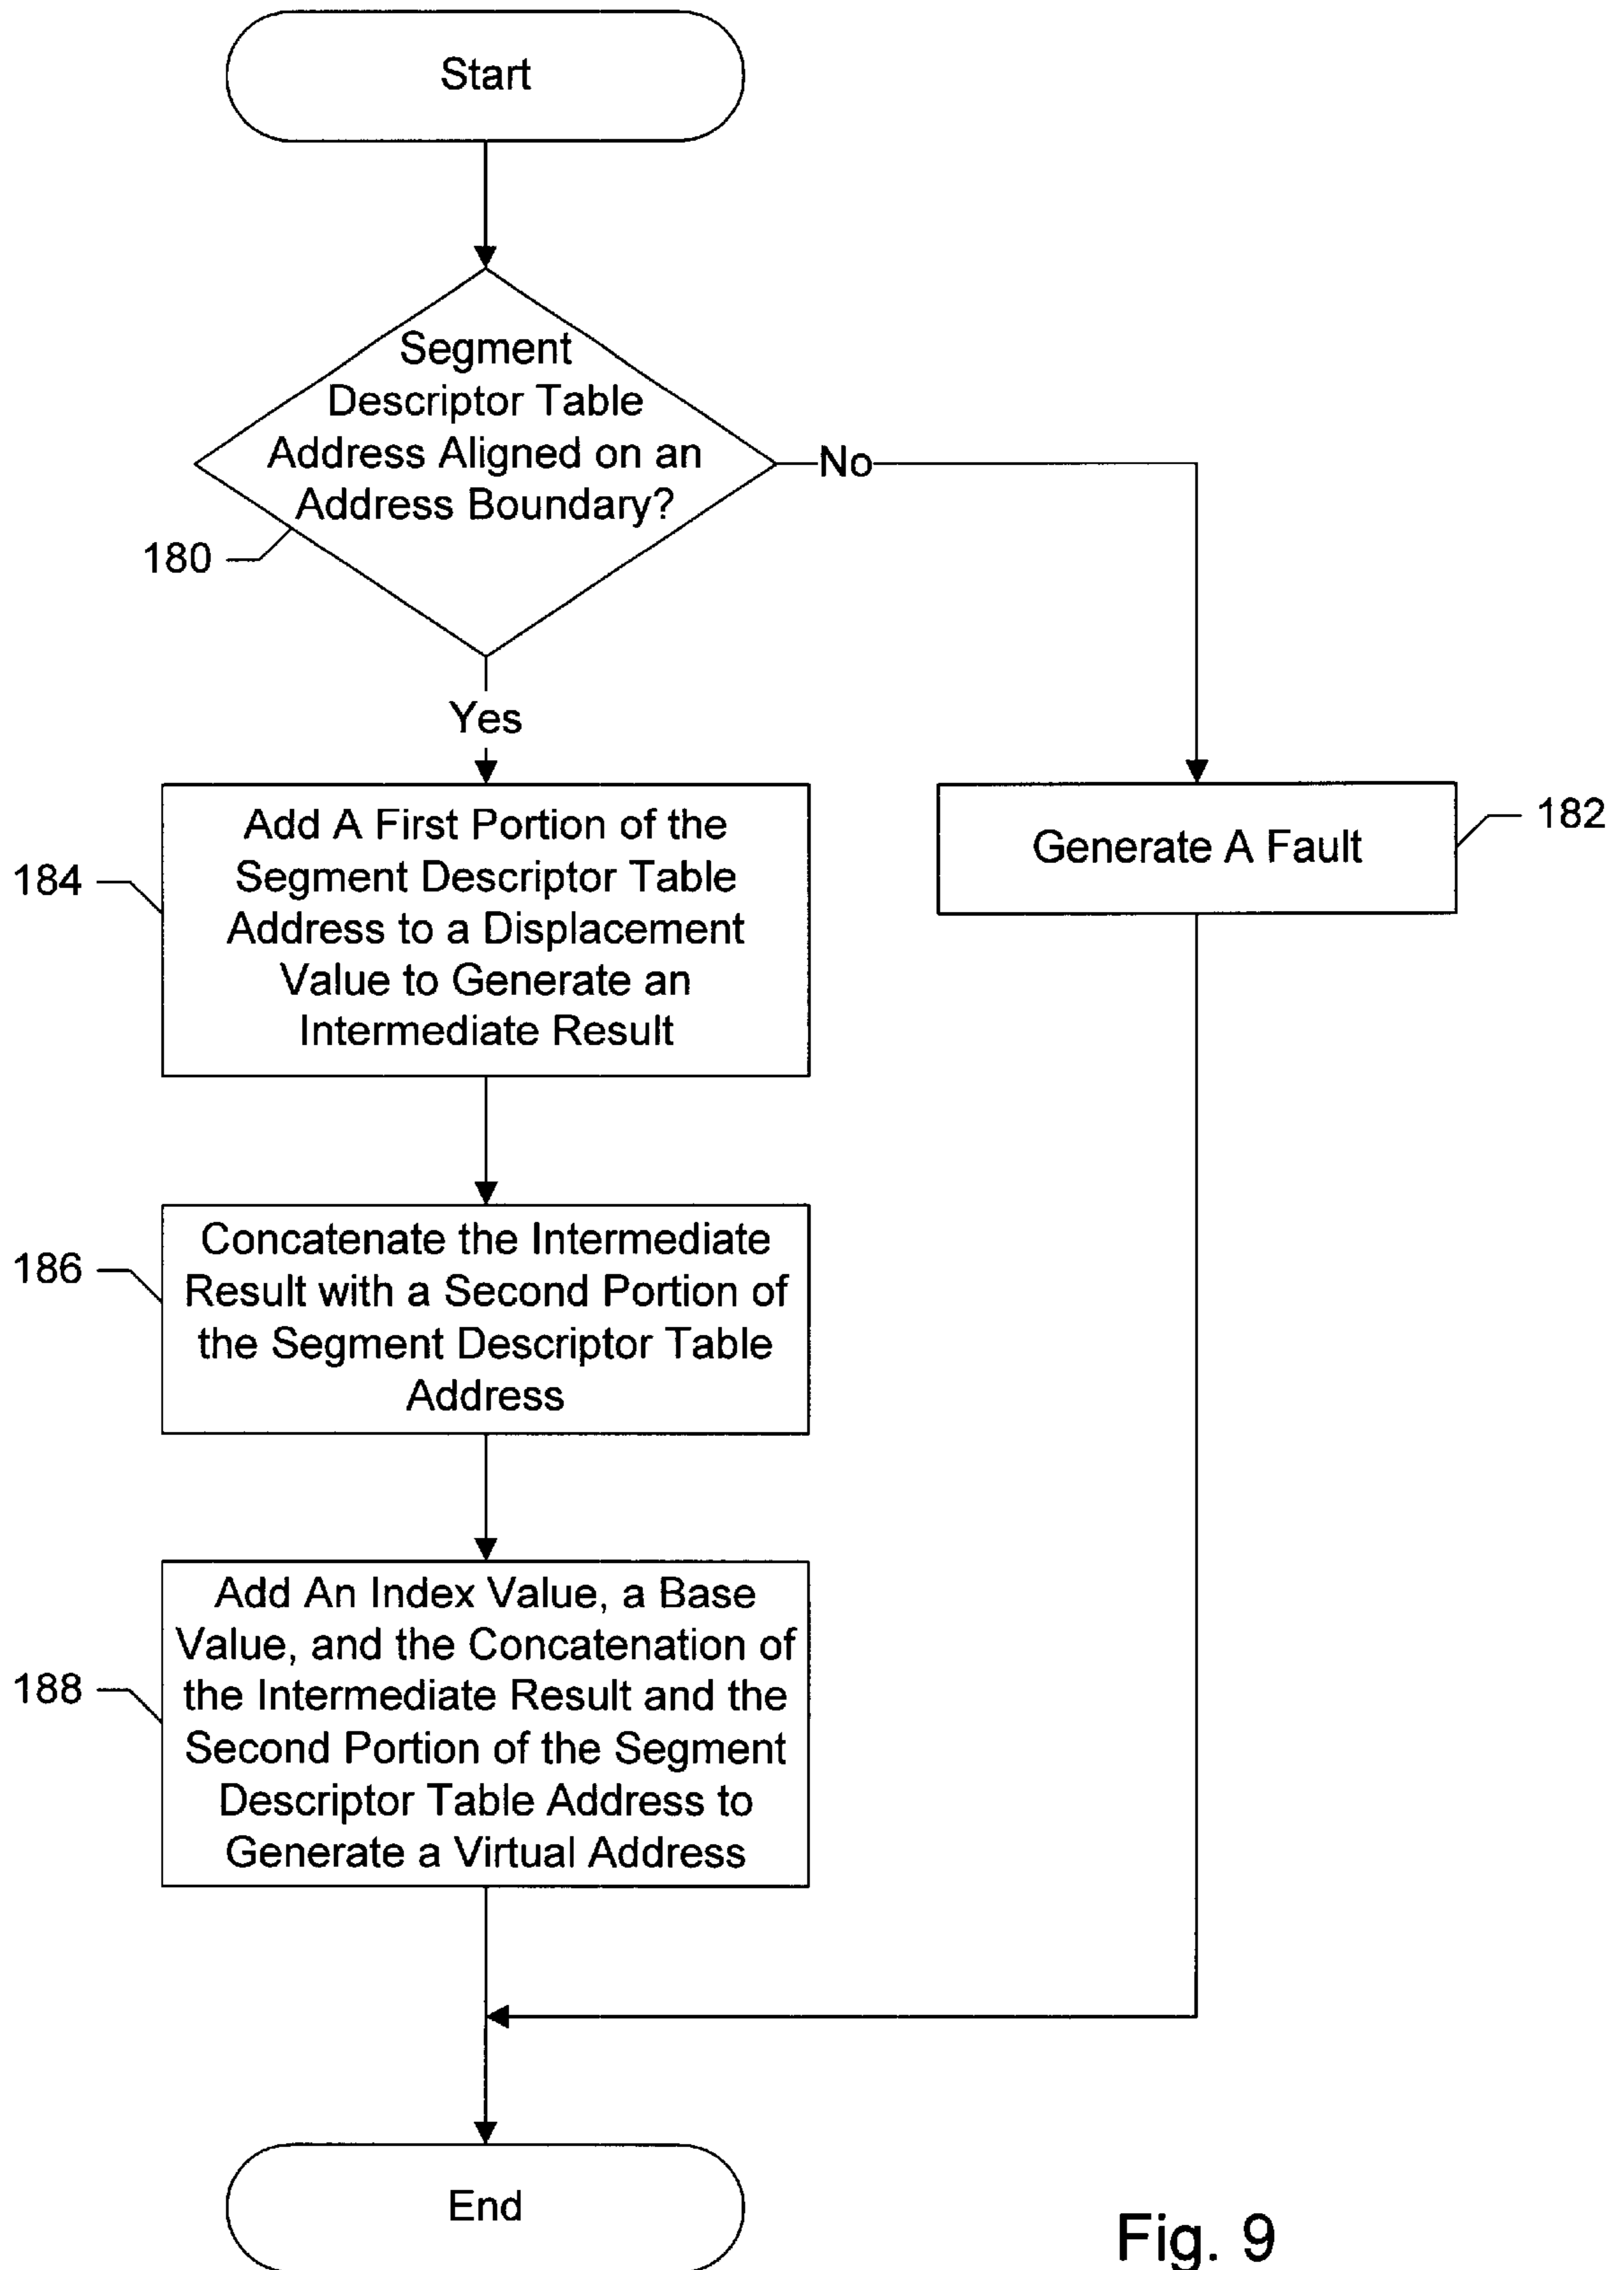 Start
Segment
Descriptor Table
Address Aligned on an
Address Boundary?
No
180
Yes
Add A First Portion of the
Segment Descriptor Table
Address to a Displacement
Value to Generate an
Intermediate Result
184
Generate A Fault
182
Concatenate the Intermediate
Result with a Second Portion of
the Segment Descriptor Table
Address
186
Add An Index Value, a Base
Value, and the Concatenation of
the Intermediate Result and the
Second Portion of the Segment
Descriptor Table Address to
Generate a Virtual Address
188
End
Fig. 9